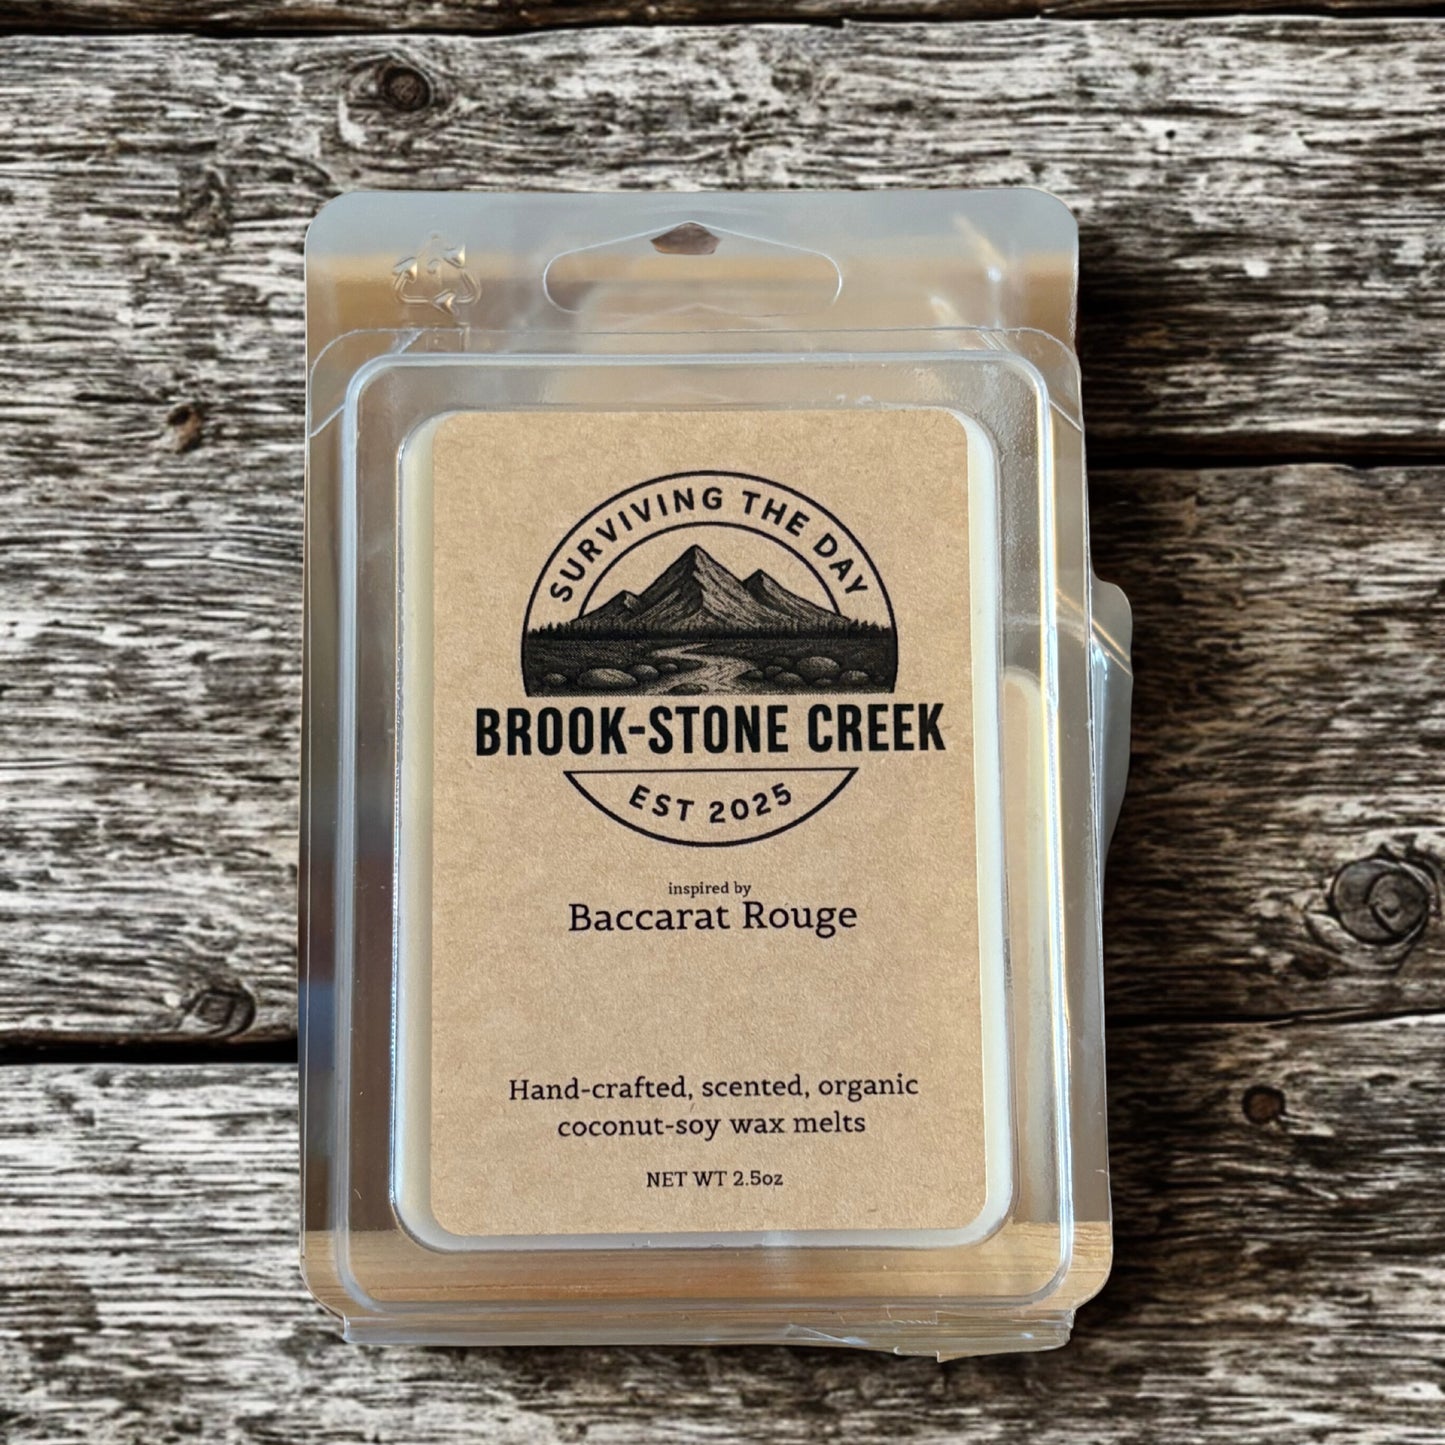 SURVIVING THE DAY
BROOK-STONE CREEK
EST 2025
inspired by
Baccarat Rouge
Hand-crafted, scented, organic
coconut-soy wax melts
NET WT 2.5oz